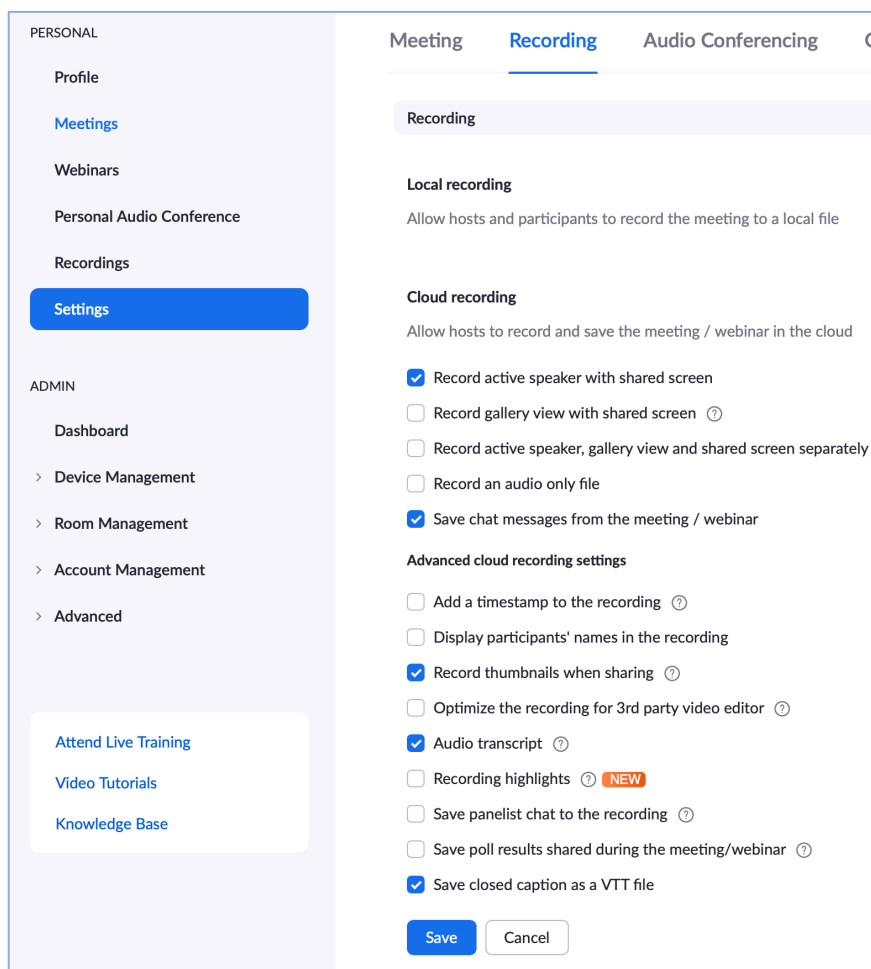 PERSONAL
Profile
Meetings
Webinars
Personal Audio Conference
Recordings
Settings
ADMIN
Dashboard
Device Management
Room Management
Account Management
Advanced
Attend Live Training
Video Tutorials
Knowledge Base
Meeting Recording Audio Conferencing
Recording
Local recording
Allow hosts and participants to record the meeting to a local file
Cloud recording
Allow hosts to record and save the meeting / webinar in the cloud
Record active speaker with shared screen
Record gallery view with shared screen
Record active speaker, gallery view and shared screen separately
Record an audio only file
Save chat messages from the meeting / webinar
Advanced cloud recording settings
Add a timestamp to the recording
Display participants' names in the recording
Record thumbnails when sharing
Optimize the recording for 3rd party video editor
Audio transcript
Recording highlights NEW
Save panelist chat to the recording
Save poll results shared during the meeting/webinar
Save closed caption as a VTT file
Save Cancel